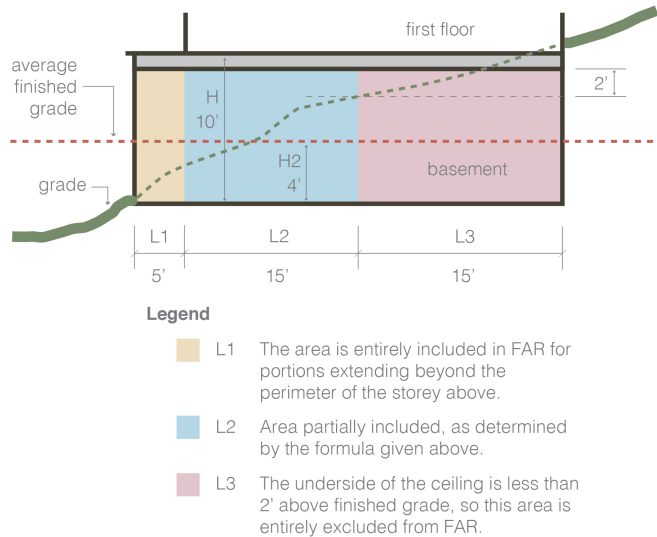 first floor
average
finished
grade
H
10'
2'
H2
4'
basement
grade
L1
L2
L3
5'
15'
15'
Legend
L1 The area is entirely included in FAR for
portions extending beyond the
perimeter of the storey above.
L2 Area partially included, as determined
by the formula given above.
L3 The underside of the ceiling is less than
2' above finished grade, so this area is
entirely excluded from FAR.